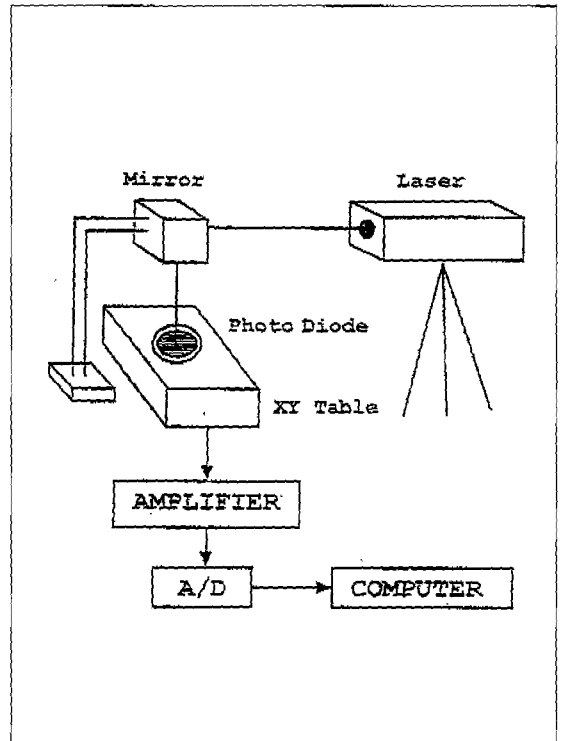 Mirror
Laser
Photo Diode
XY Table
AMPLIFIER
A/D
COMPUTER